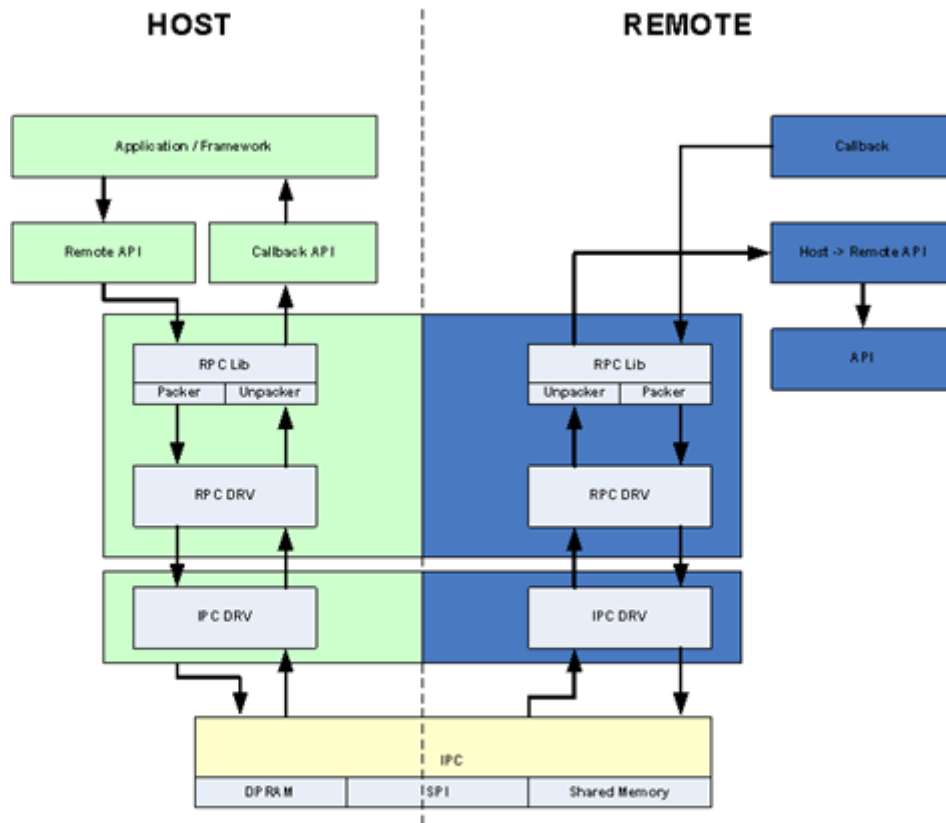 HOST
REMOTE
Application / Framework
Callback
Remote API
Callback API
Host -> Remote API
RPC Lib
RPC Lib
API
Packer
Unpacker
Unpacker
Packer
RPC DRV
RPC DRV
IPC DRV
IPC DRV
IPC
DPRAM
SPI
Shared Memory